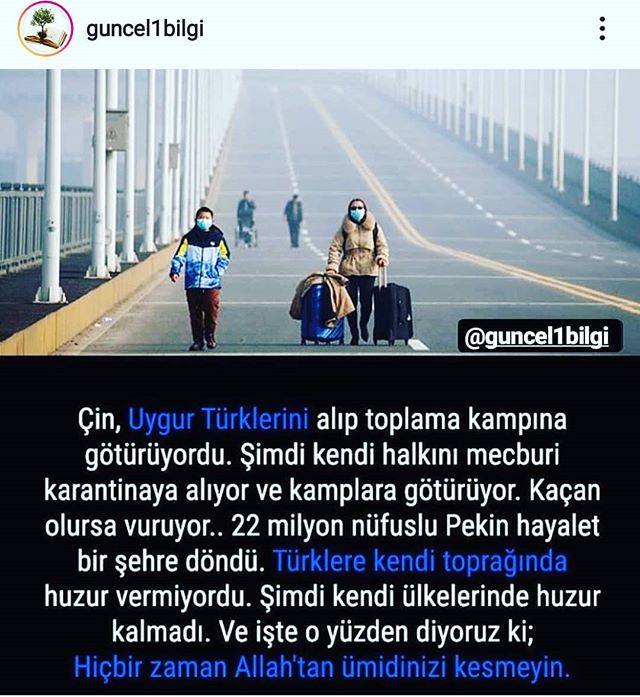 guncel1bilgi
@guncel1bilgi
Çin, Uygur Türklerini alıp toplama kampına
götürüyordu. Şimdi kendi halkını mecburi
karantinaya alıyor ve kamplara götürüyor. Kaçan
olursa vuruyor.. 22 milyon nüfuslu Pekin hayalet
bir şehre döndü. Türklere kendi toprağında
huzur vermiyordu. Şimdi kendi ülkelerinde huzur
kalmadı. Ve işte o yüzden diyoruz ki;
Hiçbir zaman Allah'tan ümidinizi kesmeyin.